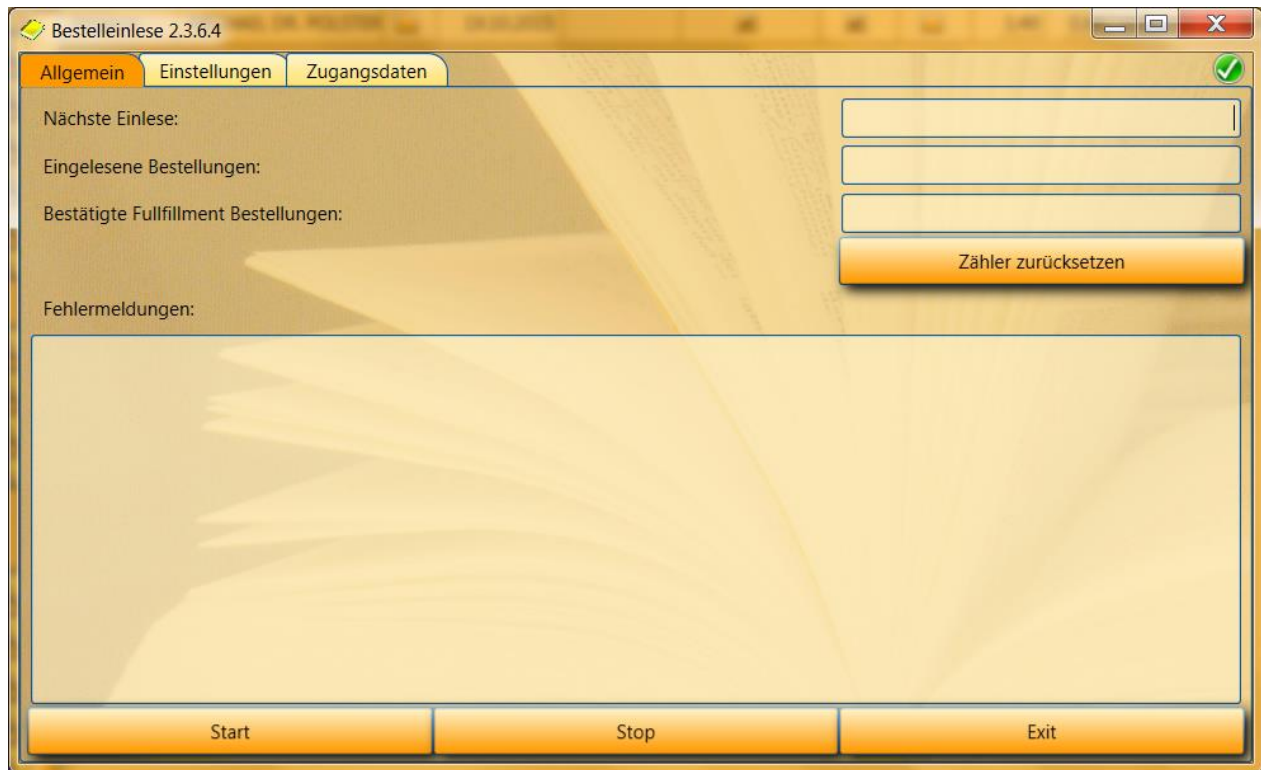 Bestelleinlese 2.3.6.4
Allgemein Einstellungen Zugangsdaten
Nächste Einlese:
Eingelesene Bestellungen:
Bestätigte Fullfillment Bestellungen:
Zähler zurücksetzen
Fehlermeldungen:
Start Stop Exit